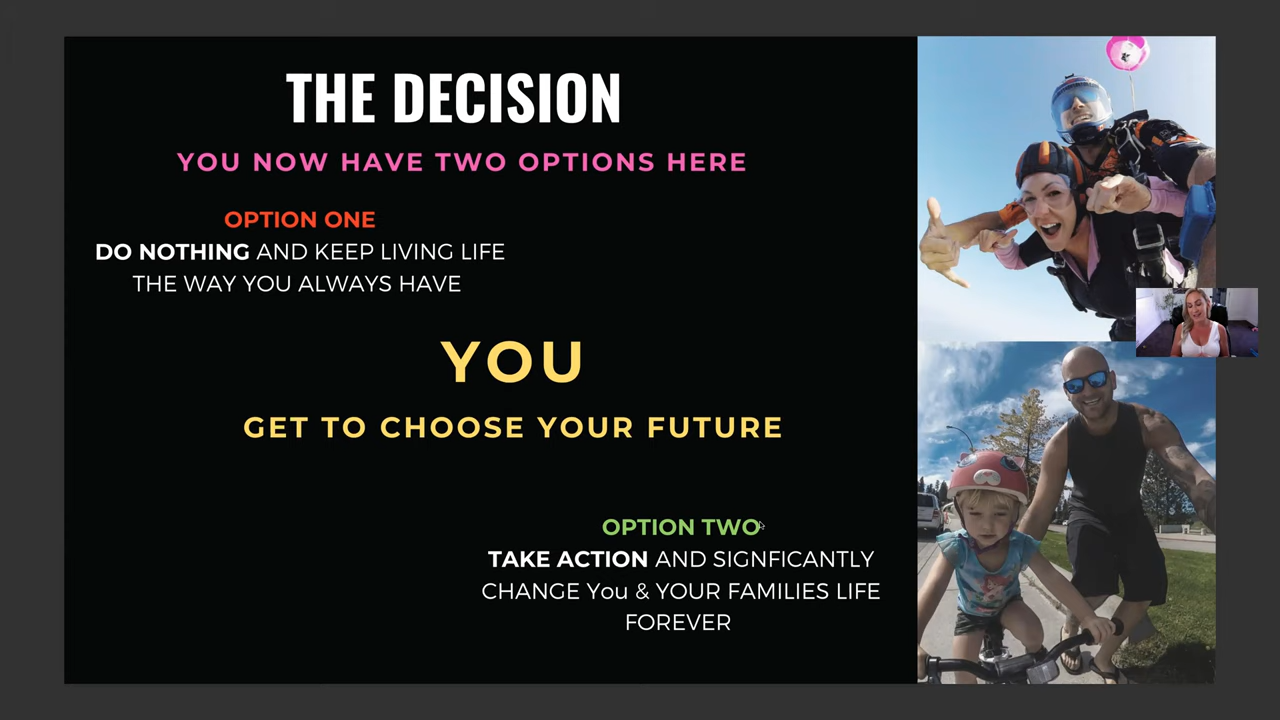 THE DECISION
YOU NOW HAVE TWO OPTIONS HERE
OPTION ONE
DO NOTHING AND KEEP LIVING LIFE
THE WAY YOU ALWAYS HAVE
YOU
GET TO CHOOSE YOUR FUTURE
OPTION TWO
TAKE ACTION AND SIGNFICANTLY
CHANGE You & YOUR FAMILIES LIFE
FOREVER